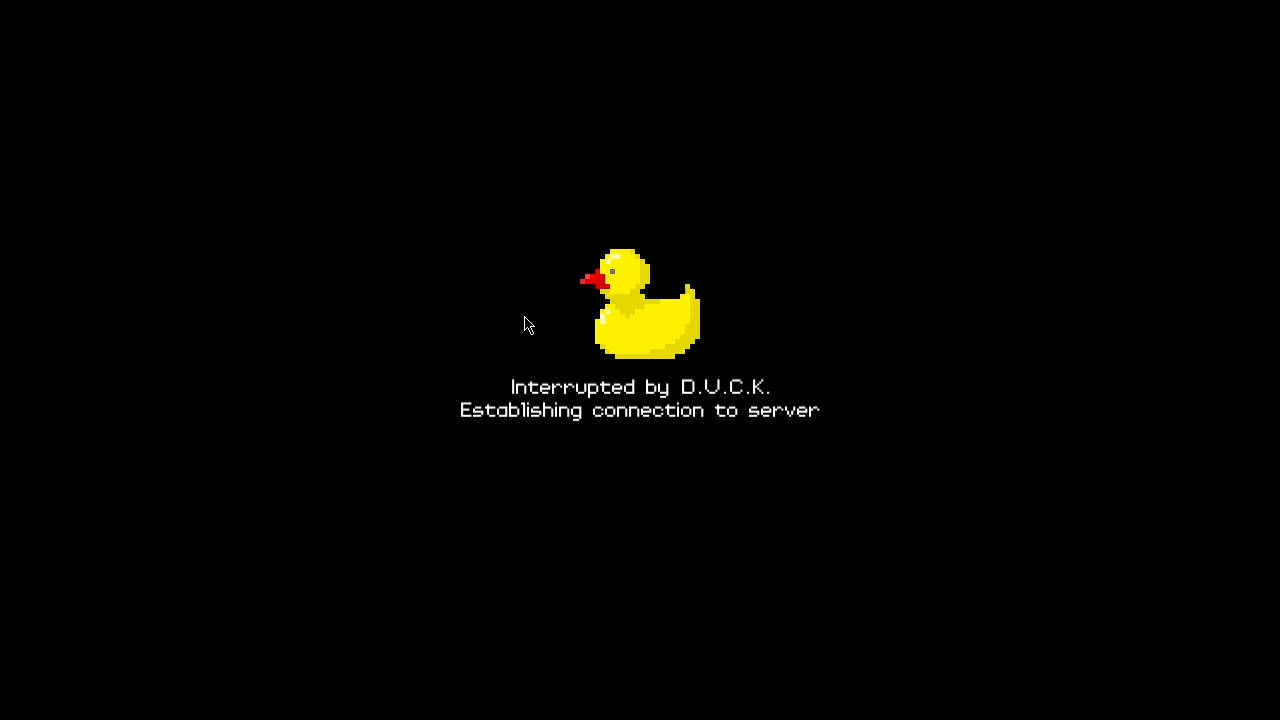 Interrupted by D.U.C.K.
Establishing connection to server